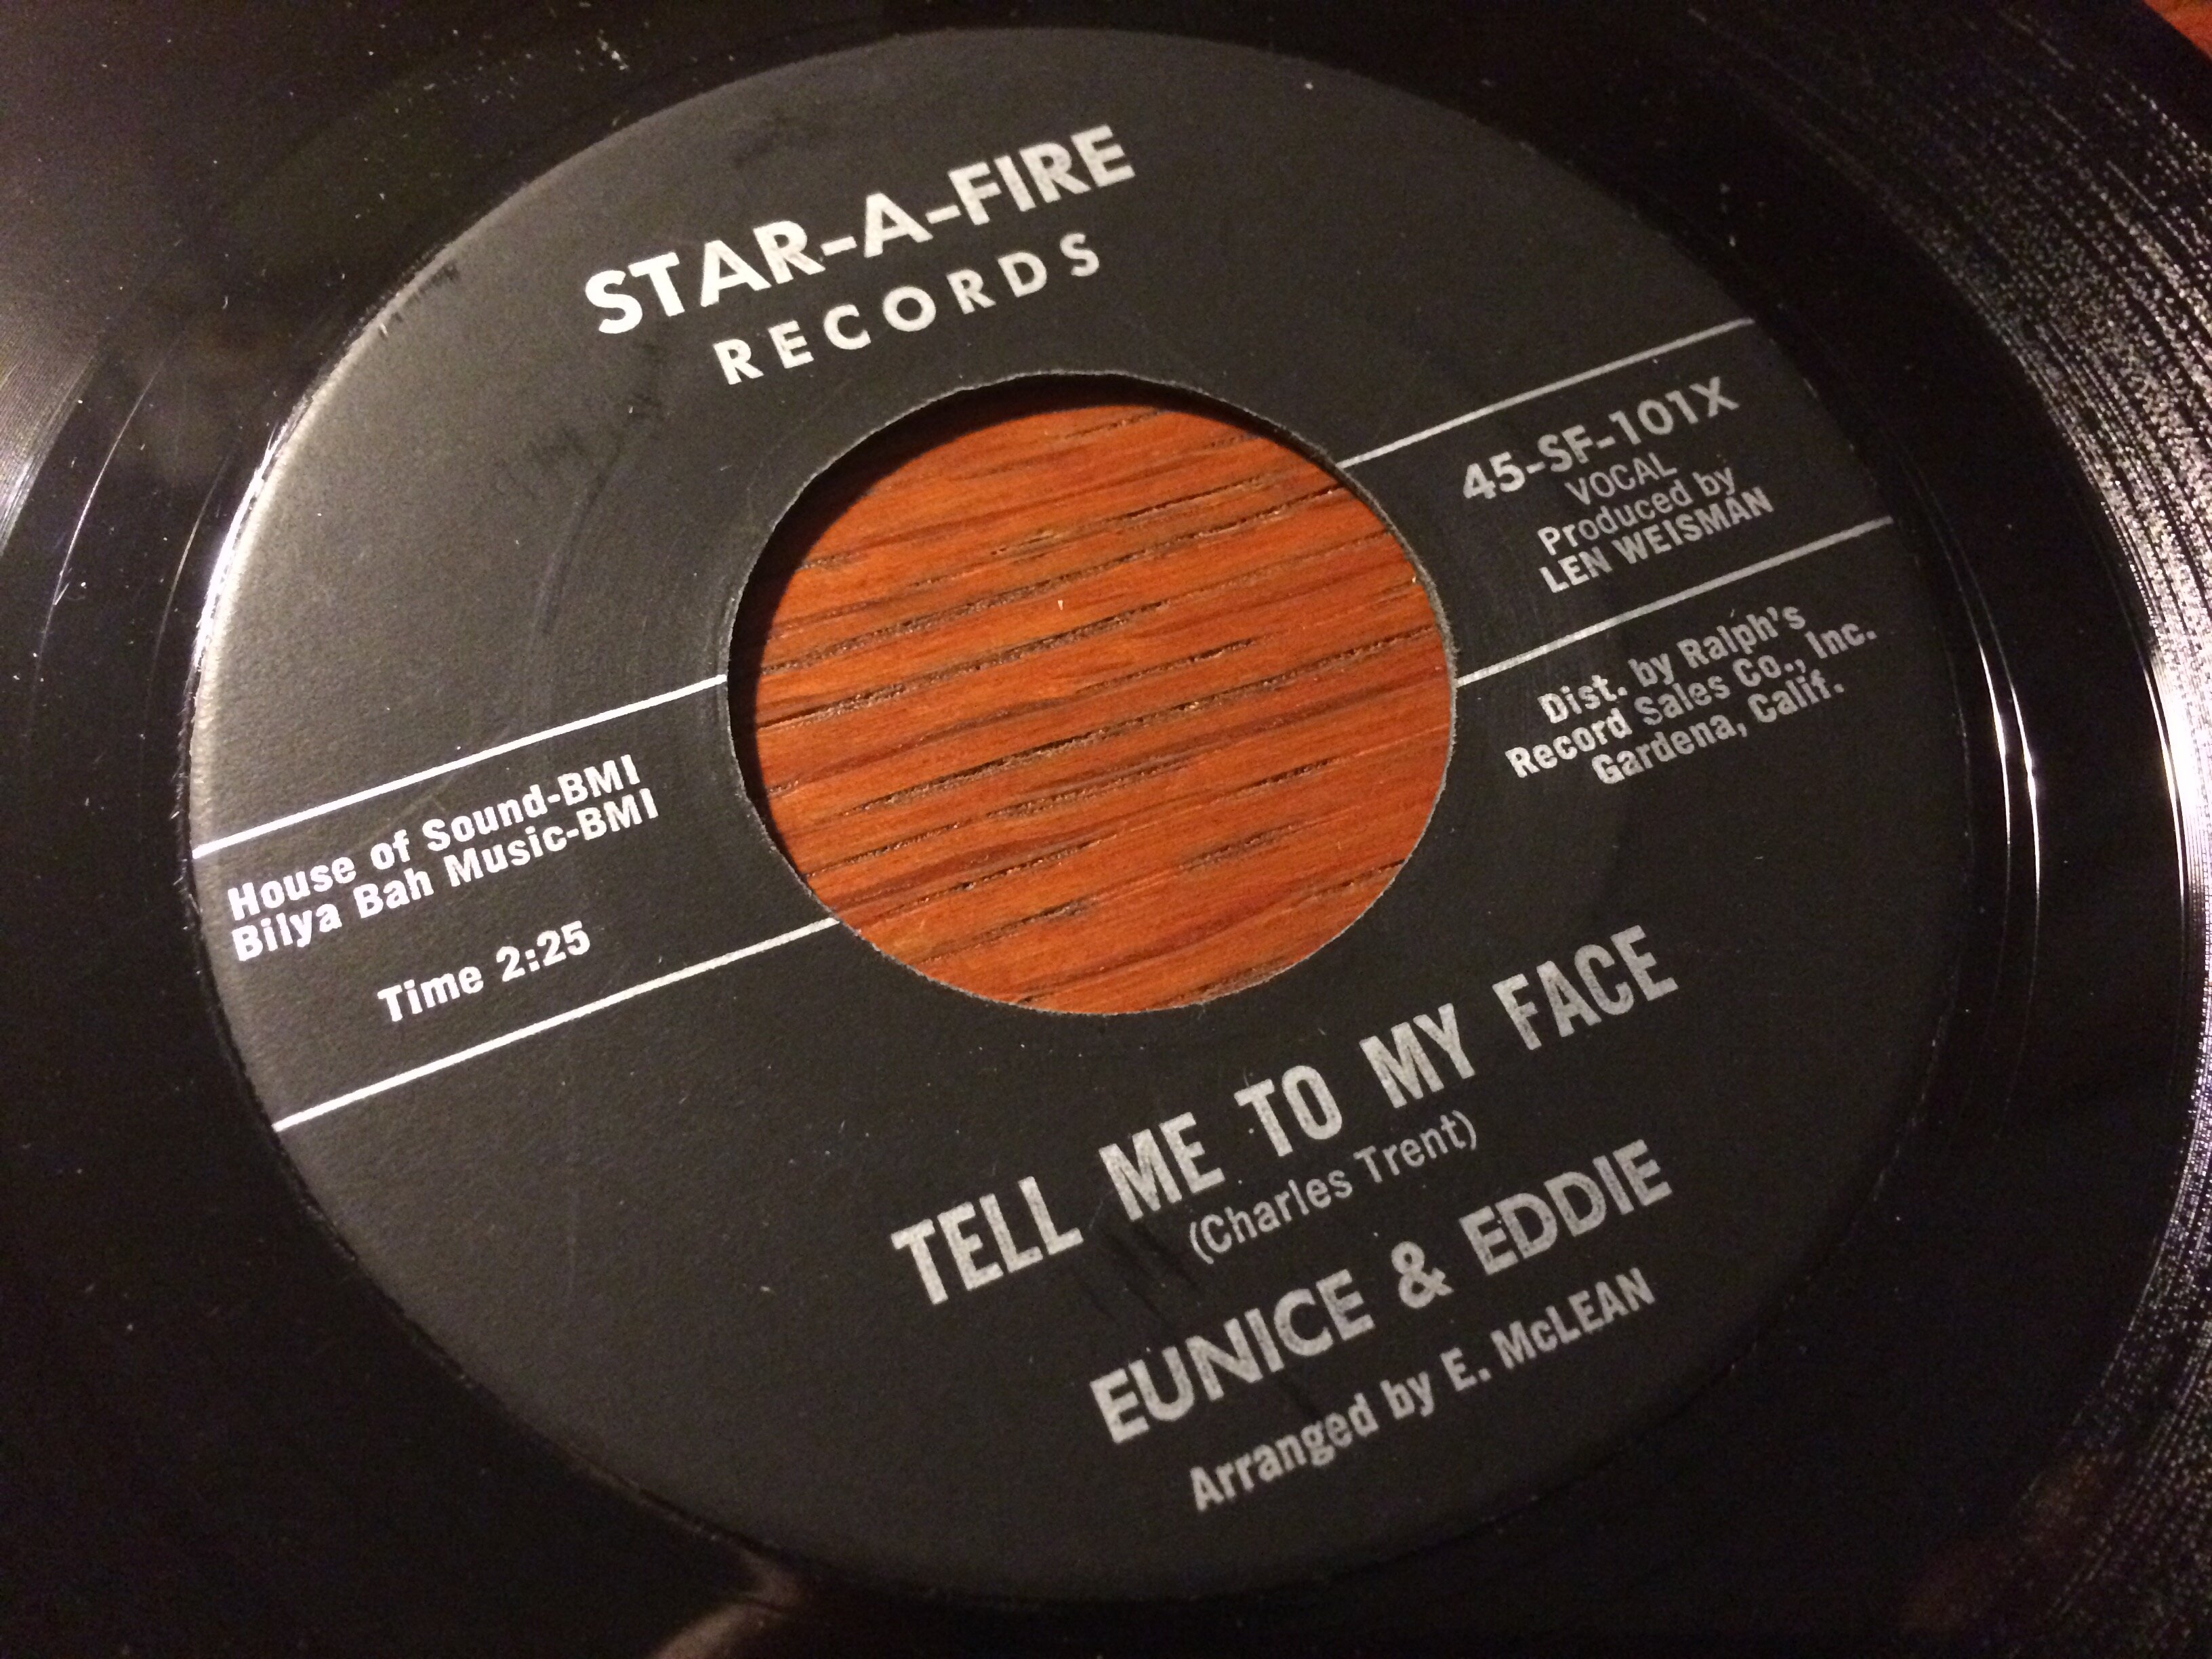 STAR-A-FIRE
RECORDS
45-SF-101X
VOCAL
Produced by
LEN WEISMAN
Dist. by Ralph's
Record Sales Co., Inc.
Gardena, Calif.
House of Sound-BMI
Bilya Bah Music-BMI
Time 2:25
TELL ME TO MY FACE
(Charles Trent)
EUNICE & EDDIE
Arranged by E. McLEAN